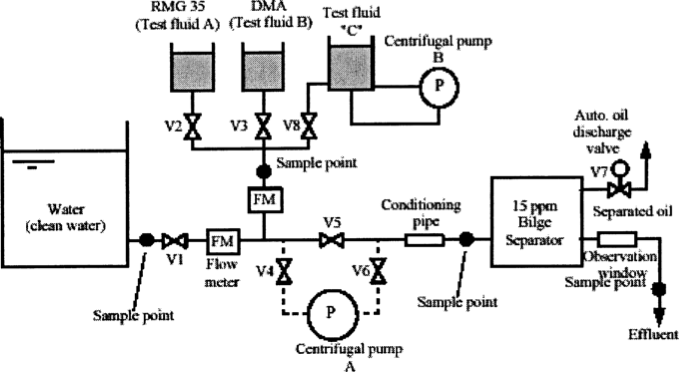 RMG 35
(Test fluid A)
DMA
(Test fluid B)
Test fluid
"C"
Centrifugal pump
B
P
V2
V3
V8
Auto. oil
discharge
valve
V7
Sample point
Water
(clean water)
FM
Conditioning
pipe
15 ppm
Bilge
Separator
Separated oil
V5
V1
FM
Flow
meter
V4
V6
Observation
window
Sample point
Sample point
Sample point
P
Effluent
Centrifugal pump
A